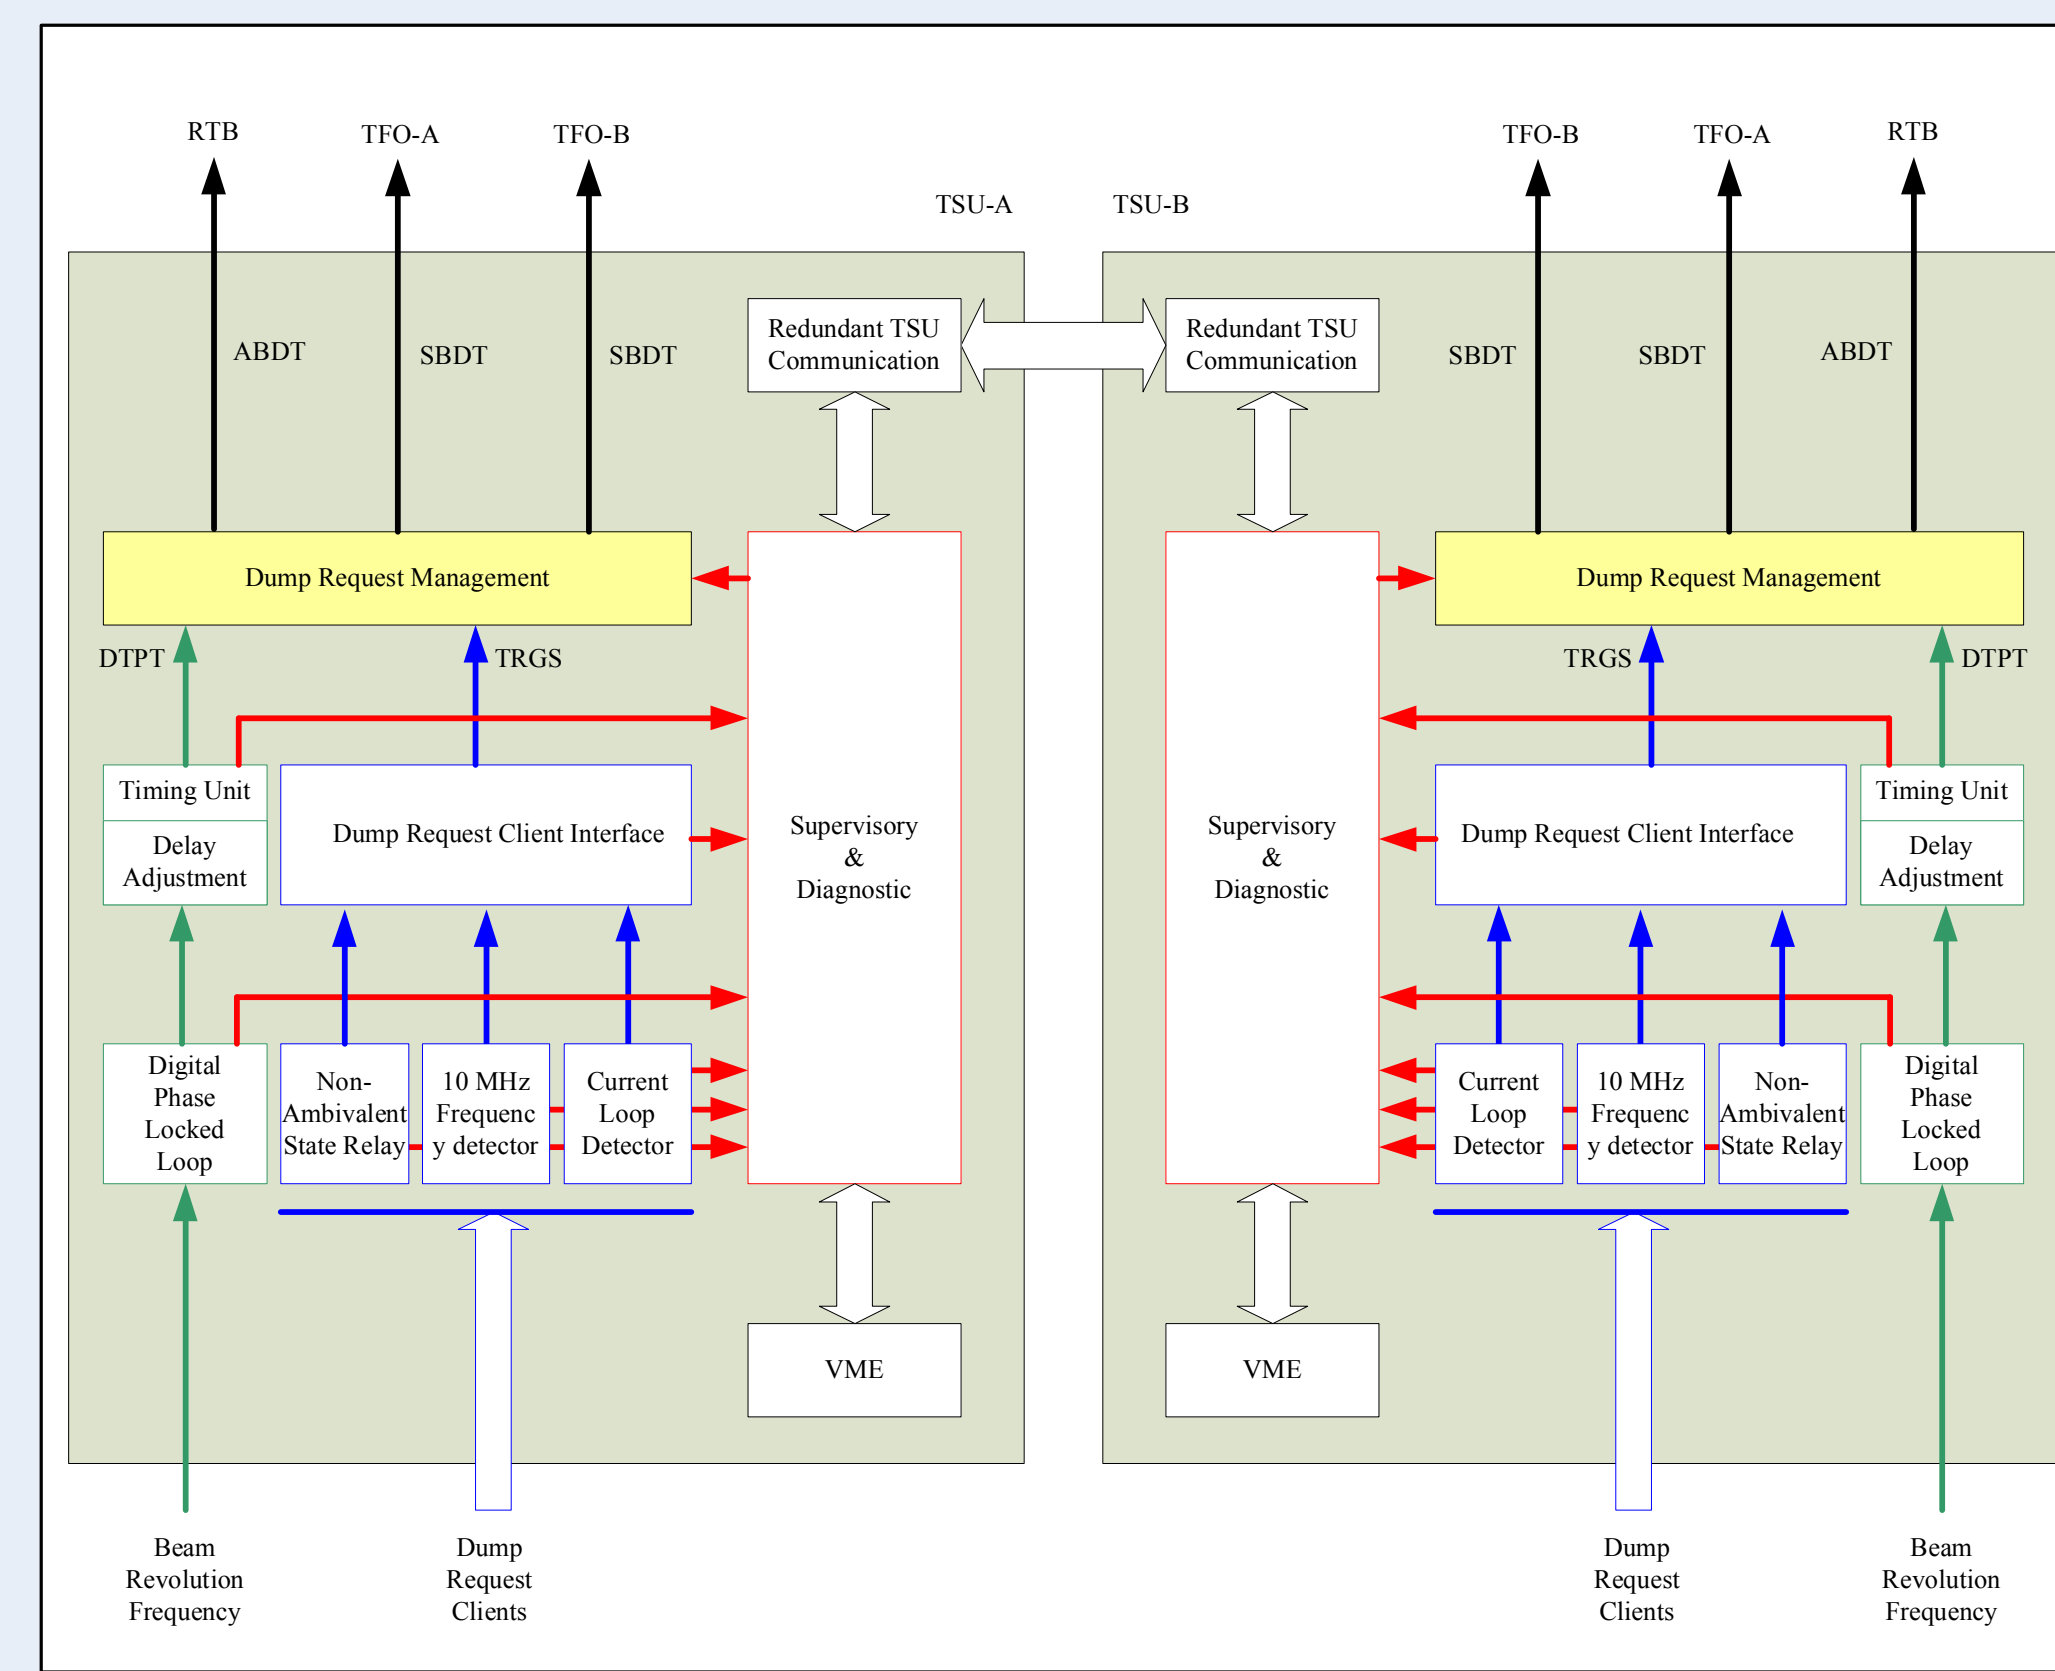 RTB
TFO-A
TFO-B
TFO-B
TFO-A
RTB
TSU-A
TSU-B
Redundant TSU
Communication
Redundant TSU
Communication
ABDT
SBDT
SBDT
SBDT
SBDT
ABDT
Dump Request Management
Dump Request Management
DTPT
TRGS
TRGS
DTPT
Timing Unit
Delay
Adjustment
Dump Request Client Interface
Supervisory
&
Diagnostic
Supervisory
&
Diagnostic
Dump Request Client Interface
Timing Unit
Delay
Adjustment
Digital
Phase
Locked
Loop
Non-
Ambivalent
State Relay
10 MHz
Frequenc
y detector
Current
Loop
Detector
Current
Loop
Detector
10 MHz
Frequenc
y detector
Non-
Ambivalent
State Relay
Digital
Phase
Locked
Loop
VME
VME
Beam
Revolution
Frequency
Dump
Request
Clients
Dump
Request
Clients
Beam
Revolution
Frequency